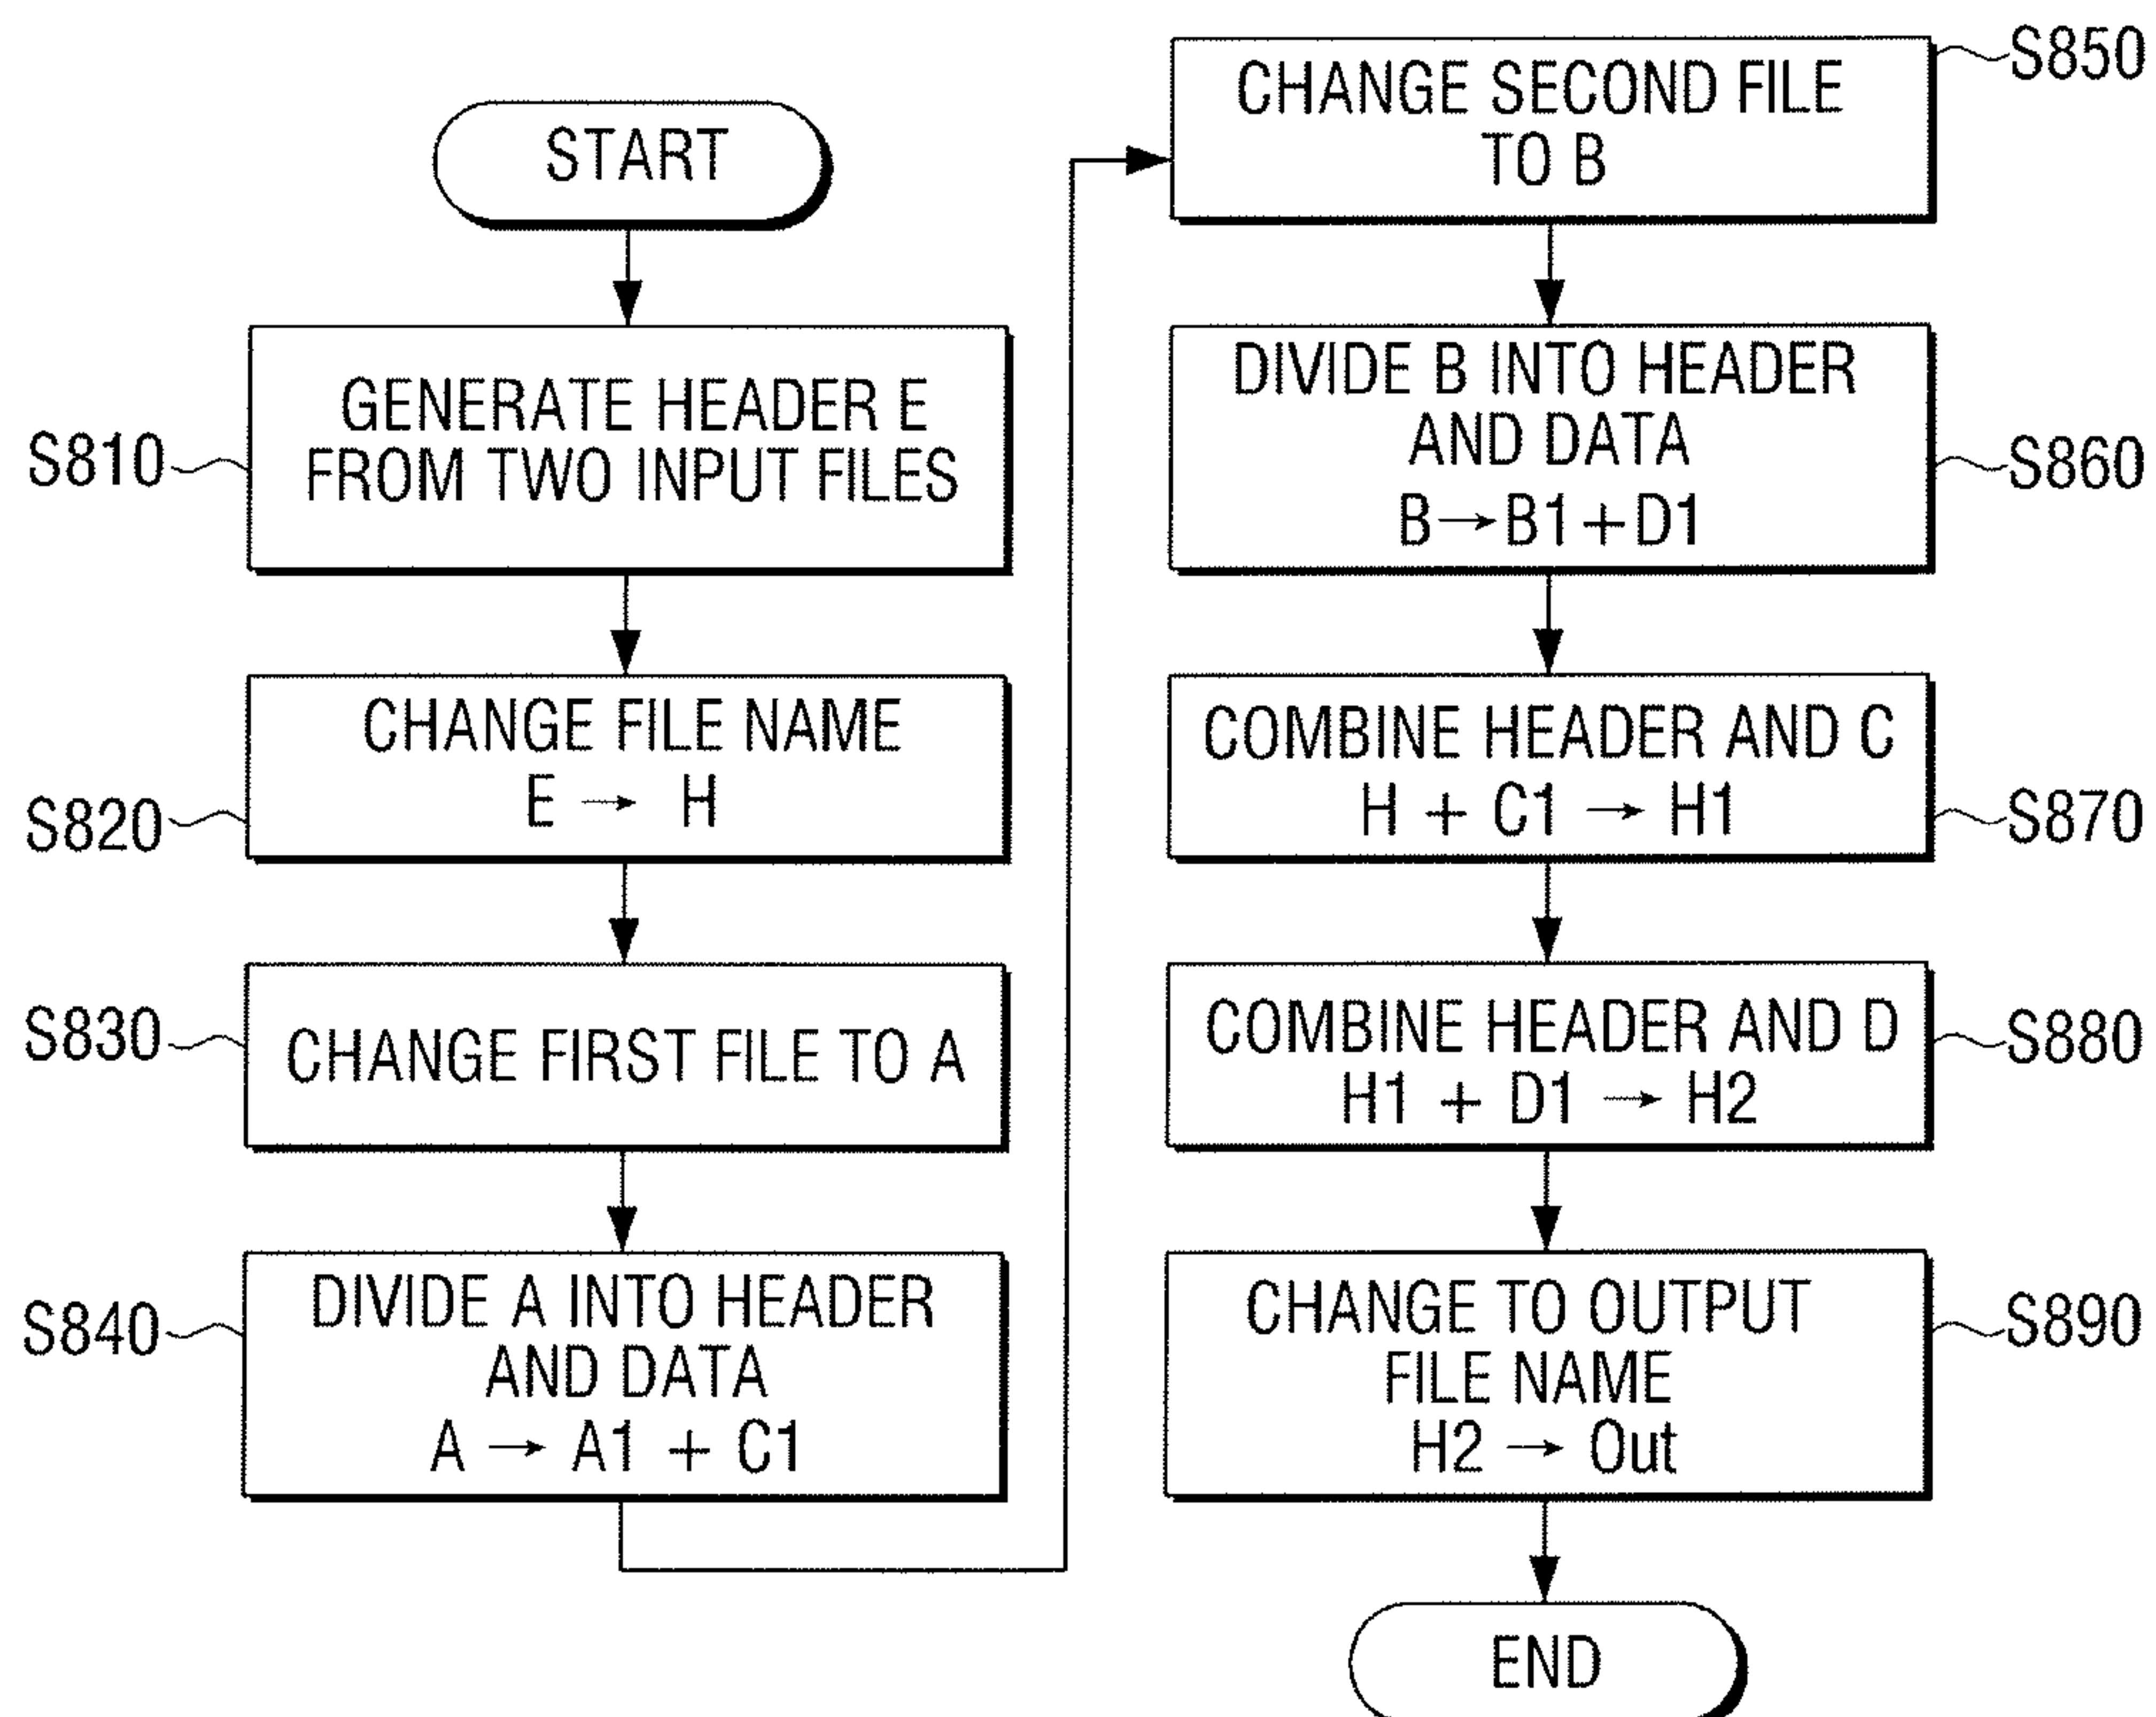 START
S810
GENERATE HEADER E
FROM TWO INPUT FILES
S820
CHANGE FILE NAME
E → H
S830
CHANGE FIRST FILE TO A
S840
DIVIDE A INTO HEADER
AND DATA
A → A1 + C1
S850
CHANGE SECOND FILE
TO B
S860
DIVIDE B INTO HEADER
AND DATA
B→B1+D1
S870
COMBINE HEADER AND C
H + C1 → H1
S880
COMBINE HEADER AND D
H1 + D1 → H2
S890
CHANGE TO OUTPUT
FILE NAME
H2 → Out
END